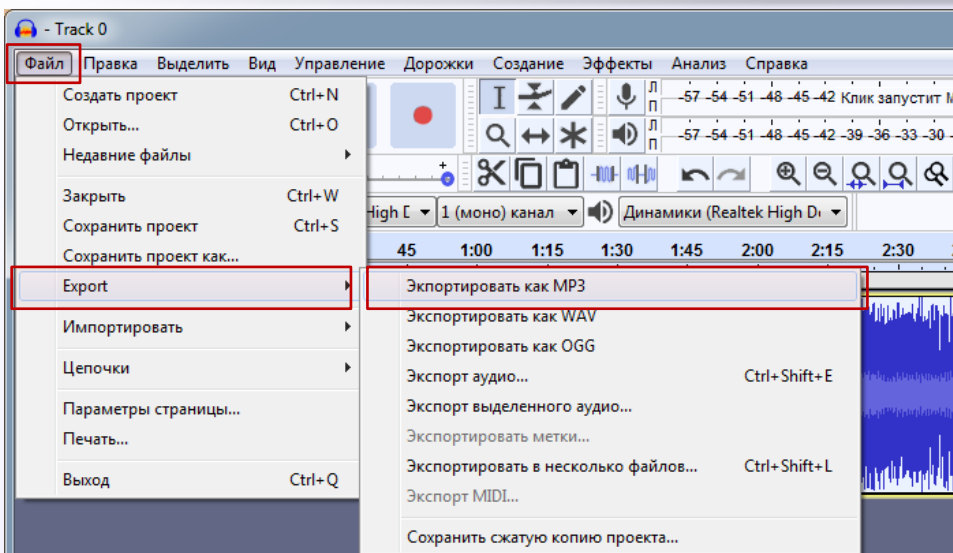 - Track 0
Файл Правка Выделить Вид Управление Дорожки Создание Эффекты Анализ Справка
Создать проект Ctrl+N
Открыть... Ctrl+O
Недавние файлы
Закрыть Ctrl+W
Сохранить проект Ctrl+S
Сохранить проект как...
Export
Импортировать
Цепочки
Параметры страницы...
Печать...
Выход Ctrl+Q
Л
П
-57 -54 -51 -48 -45 -42 Клик запустит
Л
П
-57 -54 -51 -48 -45 -42 -39 -36 -33 -30 -
High 1 (моно) канал Динамики (Realtek High
45 1:00 1:15 1:30 1:45 2:00 2:15 2:30
Экпортировать как MP3
Экспортировать как WAV
Экспортировать как OGG
Экспорт аудио... Ctrl+Shift+E
Экспорт выделенного аудио...
Экспортировать метки...
Экспортировать в несколько файлов... Ctrl+Shift+L
Экспорт MIDI...
Сохранить сжатую копию проекта...